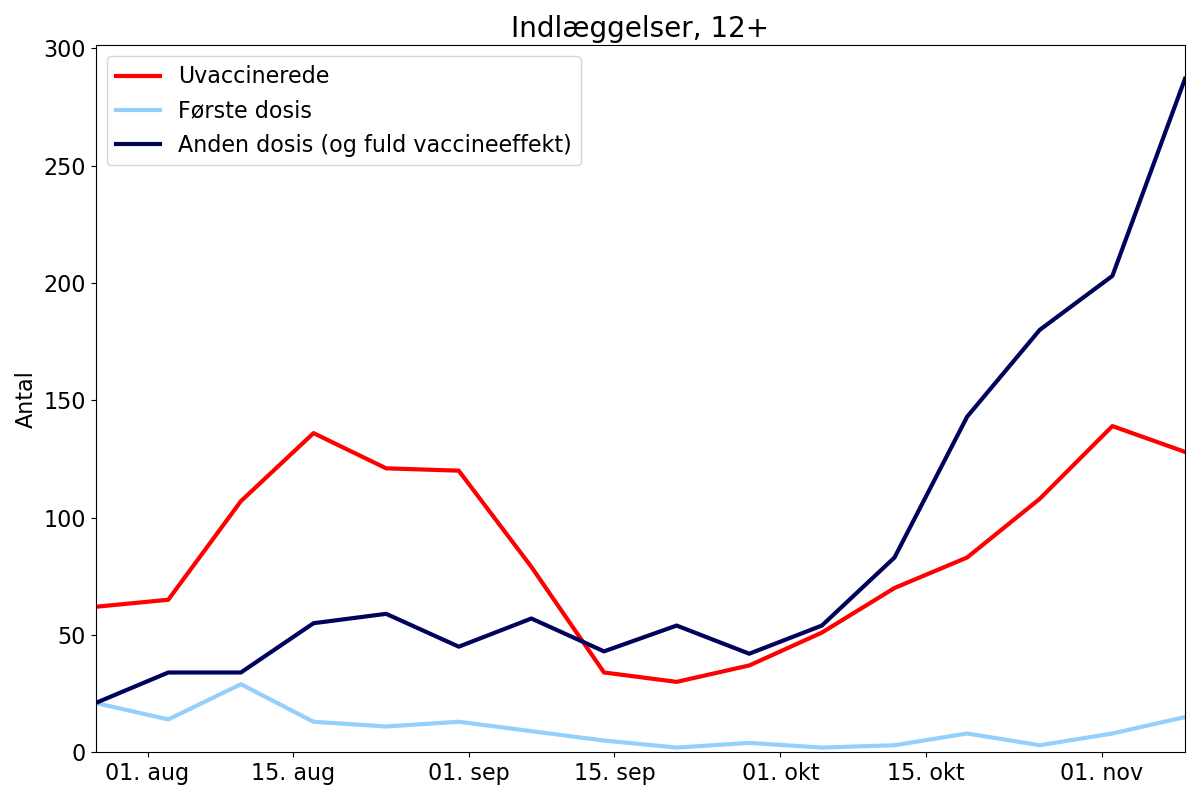 Indlæggelser, 12+
300
250
200
150
100
50
0
Antal
Uvaccinerede
Første dosis
Anden dosis (og fuld vaccineeffekt)
01. aug
15. aug
01. sep
15. sep
01. okt
15. okt
01. nov